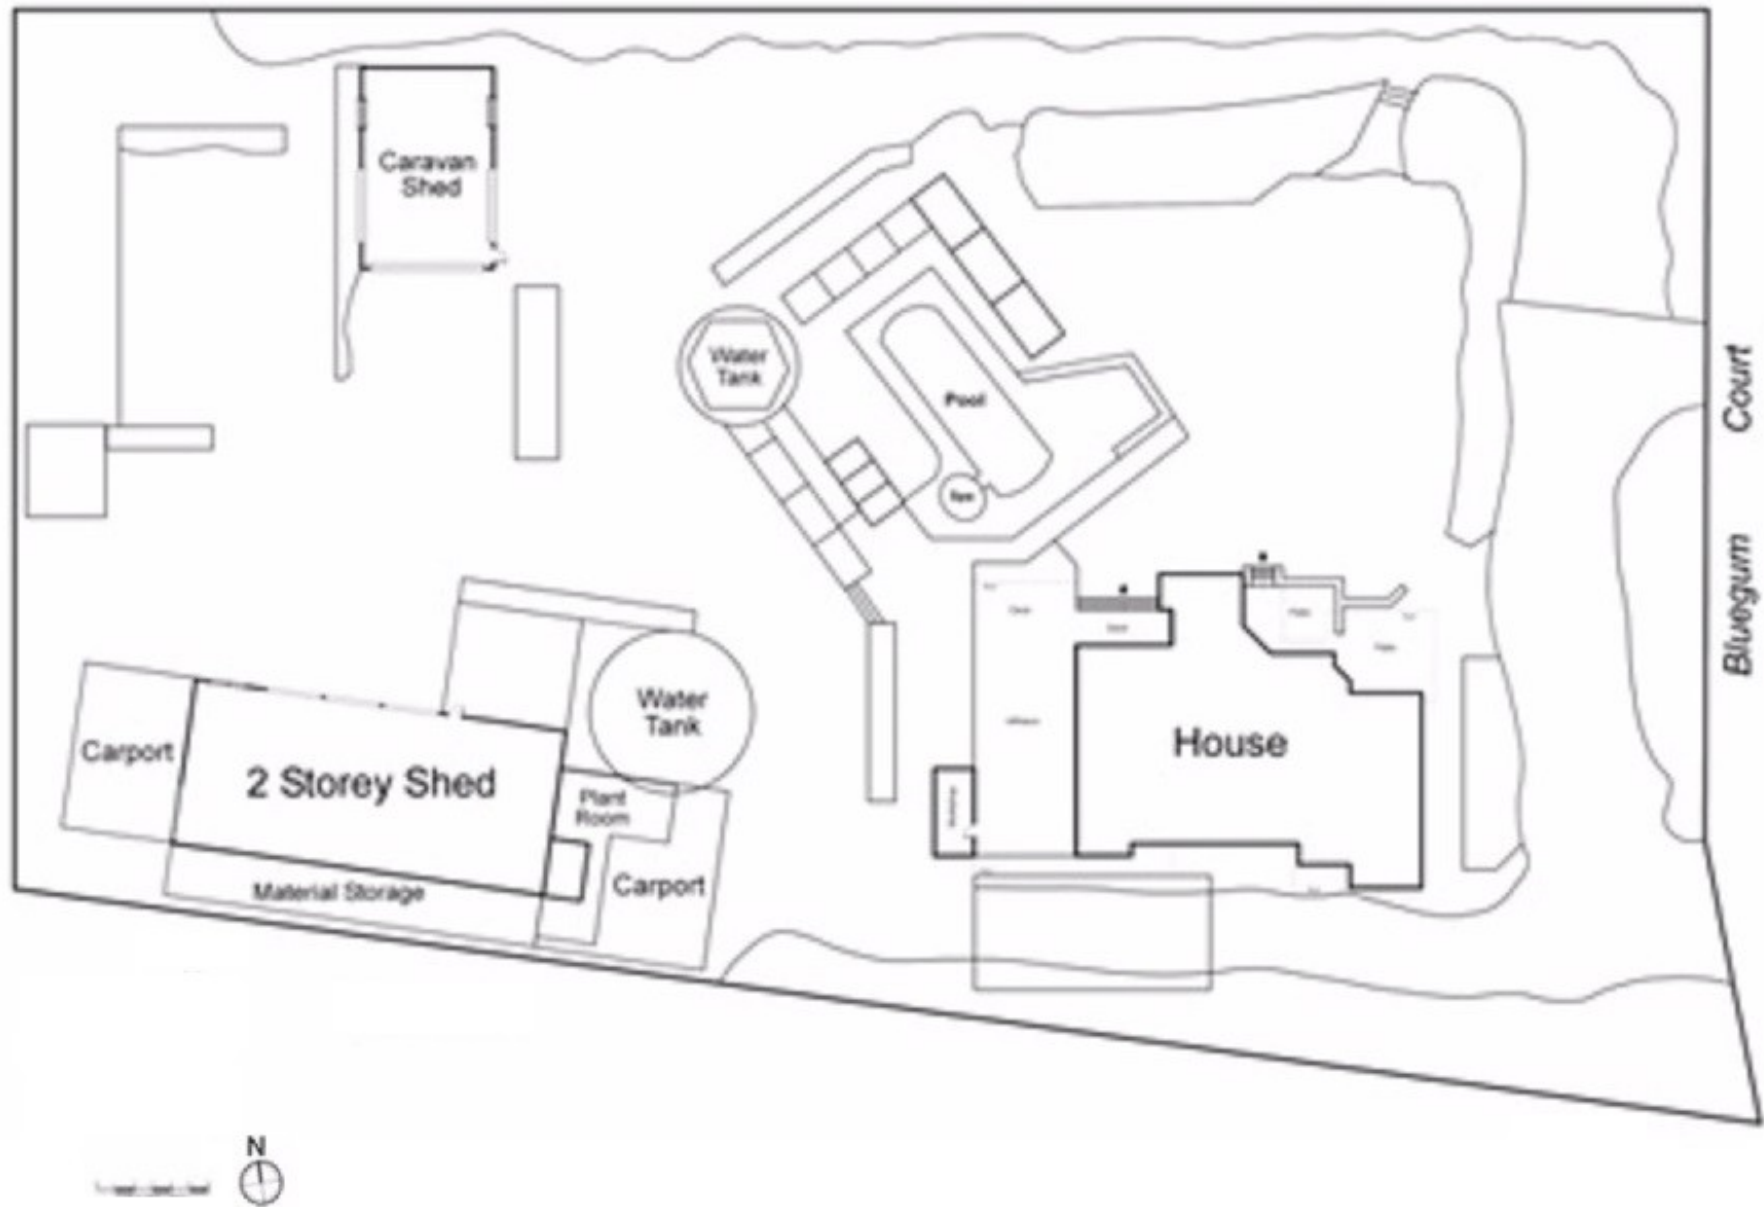 Caravan
Shed
Water
Tank
Pool
Court
Bluegum
Water
Tank
House
Carport
2 Storey Shed
Plant
Room
Carport
Material Storage
N